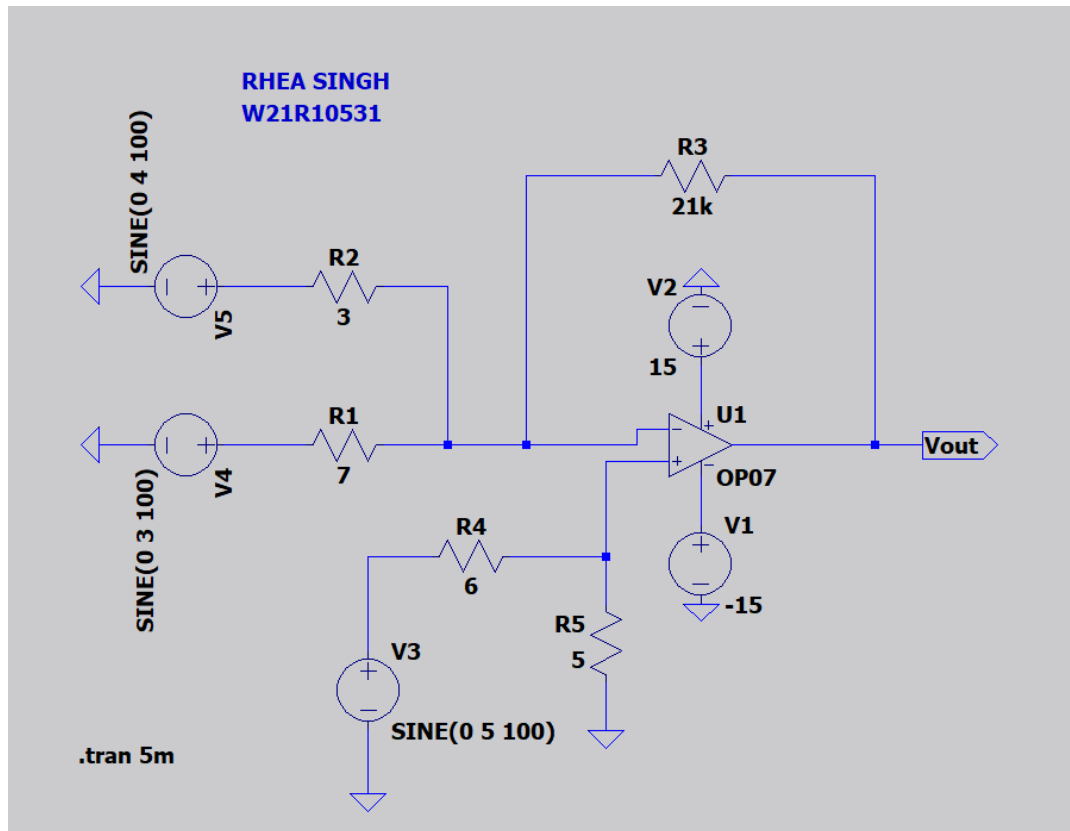 RHEA SINGH
W21R10531
SINE(0 4 100)
R3
21k
R2
3
V5
V2
15
R1
7
V4
SINE(0 3 100)
U1
OP07
Vout
R4
6
V1
-15
R5
5
V3
SINE(0 5 100)
.tran 5m